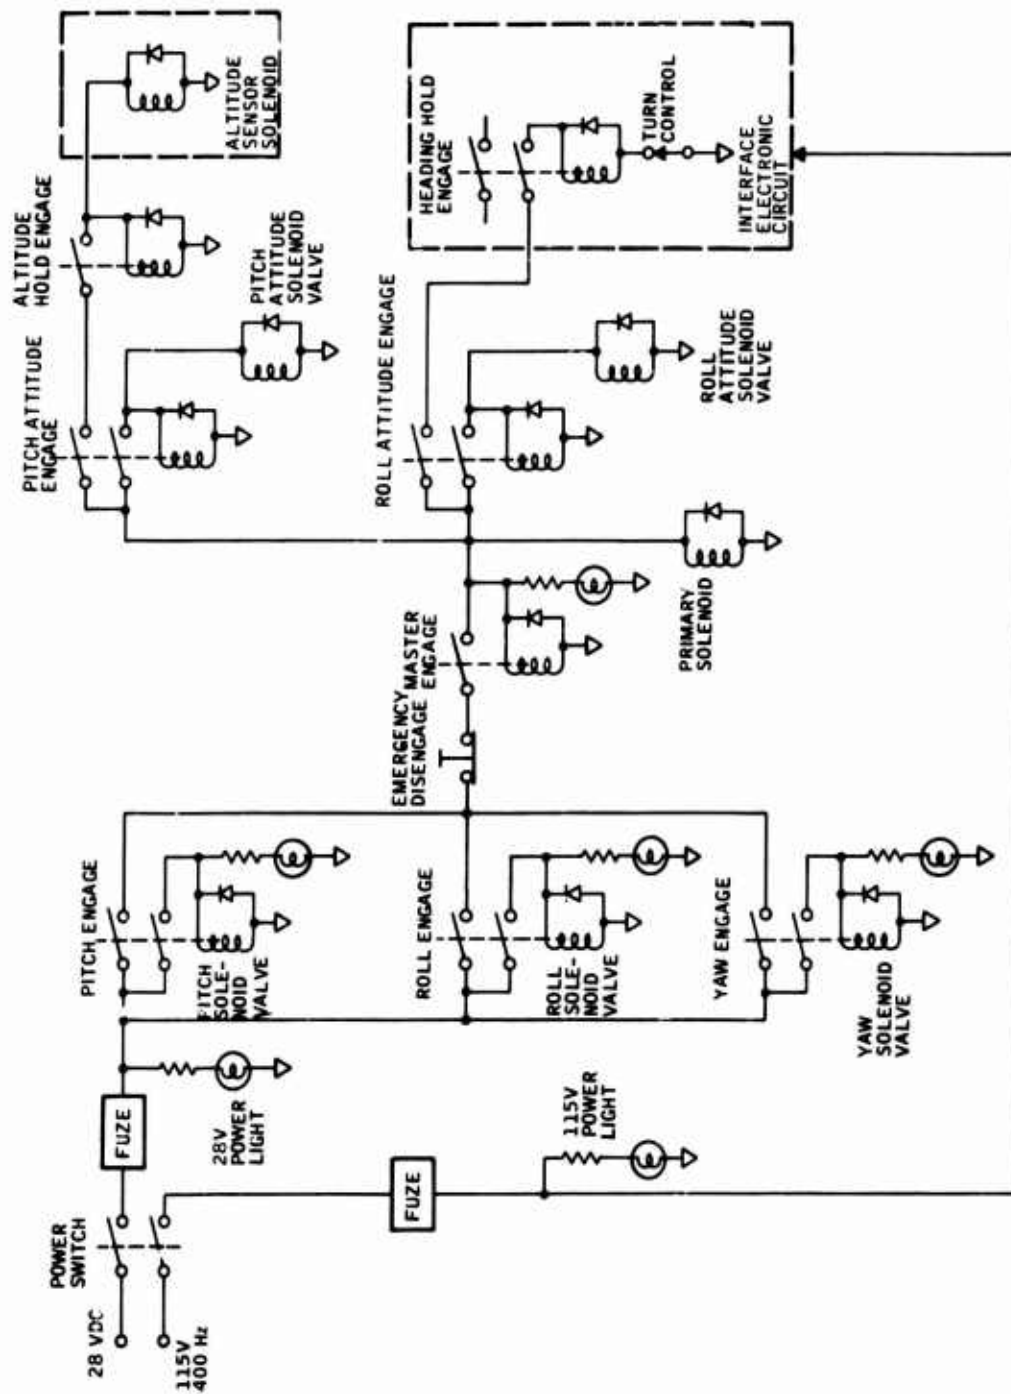 POWER
SWITCH
28 VDC
115V
400 Hz
FUZE
28V
POWER
LIGHT
FUZE
115V
POWER
LIGHT
PITCH ENGAGE
PITCH
SOLE-
NOID
VALVE
ROLL ENGAGE
ROLL
SOLE-
NOID
VALVE
YAW ENGAGE
YAW
SOLENOID
VALVE
EMERGENCY
DISENGAGE
MASTER
ENGAGE
PRIMARY
SOLENOID
PITCH ATTITUDE
ENGAGE
PITCH
ATTITUDE
SOLENOID
VALVE
ROLL ATTITUDE ENGAGE
ROLL
ATTITUDE
SOLENOID
VALVE
ALTITUDE
HOLD ENGAGE
ALTITUDE
SENSOR
SOLENOID
HEADING HOLD
ENGAGE
TURN
CONTROL
INTERFACE
ELECTRONIC
CIRCUIT